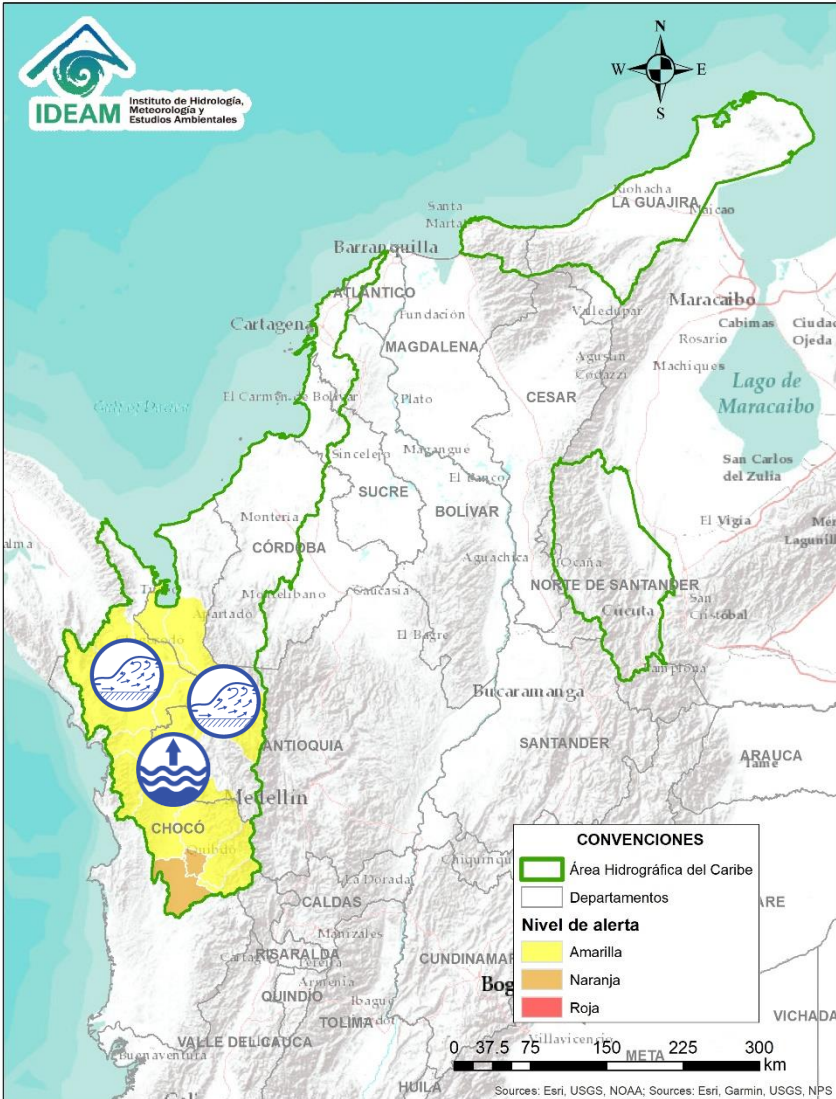 IDEAM
Instituto de Hidrología,
Meteorología y
Estudios Ambientales
N
W
E
S
Riohacha
LA GUAJIRA
Maicao
Santa
Marta
Barranquilla
ATLÁNTICO
Maracaibo
Cartagena
Fundación
Valledupar
Cabimas
Ciudad
Ojeda
Rosario
MAGDALENA
Agustín
Codazzi
Machiques
El Carmen de Bolívar
Plato
CESAR
Lago de
Maracaibo
Sincelejo
Magangue
San Carlos
del Zulia
SUCRE
El Banco
BOLÍVAR
Montería
El Vigía
CÓRDOBA
Aguachica
Ocaña
NORTE DE SANTANDER
Montelibano
Caucasia
Apartadó
Cucuta
San
Cristóbal
El Bagre
Pamplona
Bucaramanga
ANTIOQUIA
SANTANDER
ARAUCA
Tame
Medellín
CHOCÓ
Quibdó
La Dorada
CALDAS
Manizales
RISARALDA
Pereira
Armenia
QUINDÍO
Ibagué
TOLIMA
VALLE DEL CAUCA
Buenaventura
HUILA
Villavicencio
META
VICHADA
CONVENCIONES
Área Hidrográfica del Caribe
Departamentos
Nivel de alerta
Amarilla
Naranja
Roja
0 37.5 75 150 225 300
km
Sources: Esri, USGS, NOAA; Sources: Esri, Garmin, USGS, NPS